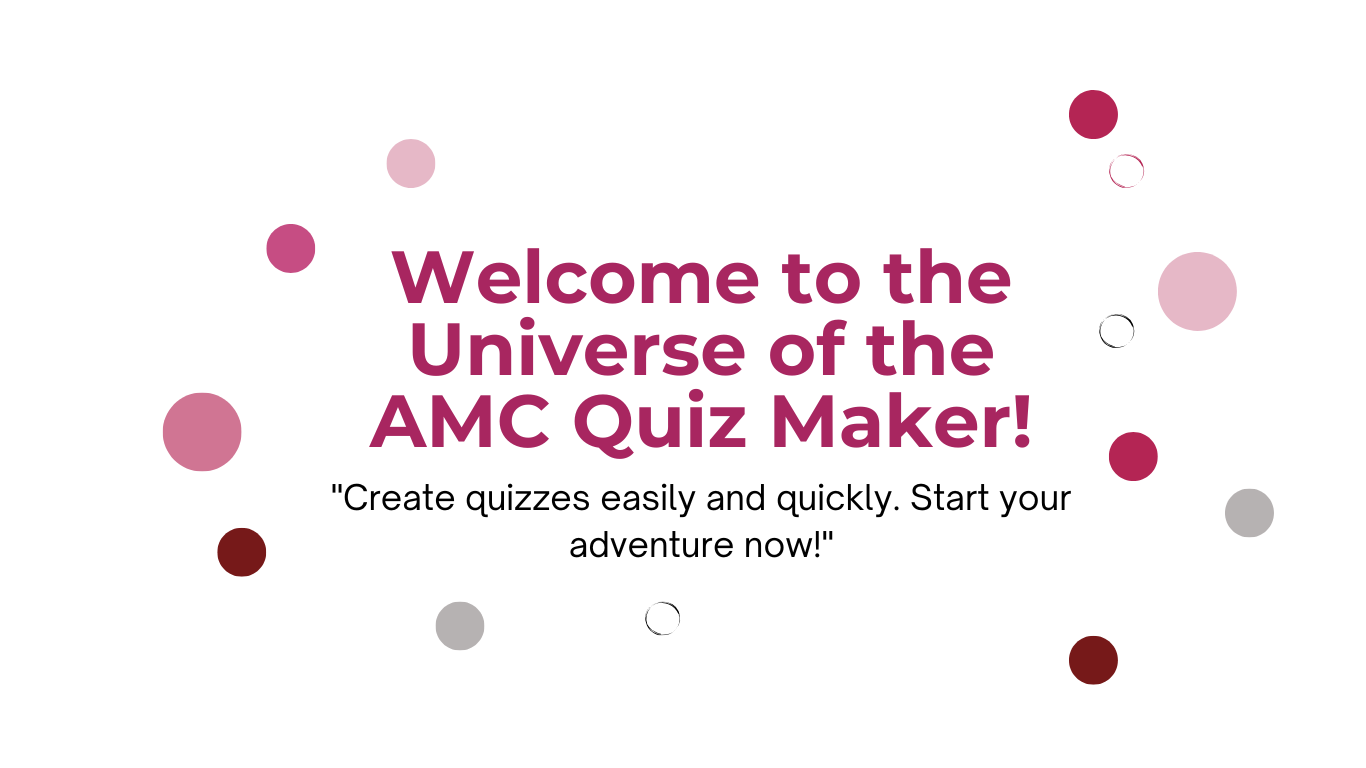 Welcome to the
Universe of the
AMC Quiz Maker!
"Create quizzes easily and quickly. Start your
adventure now!"